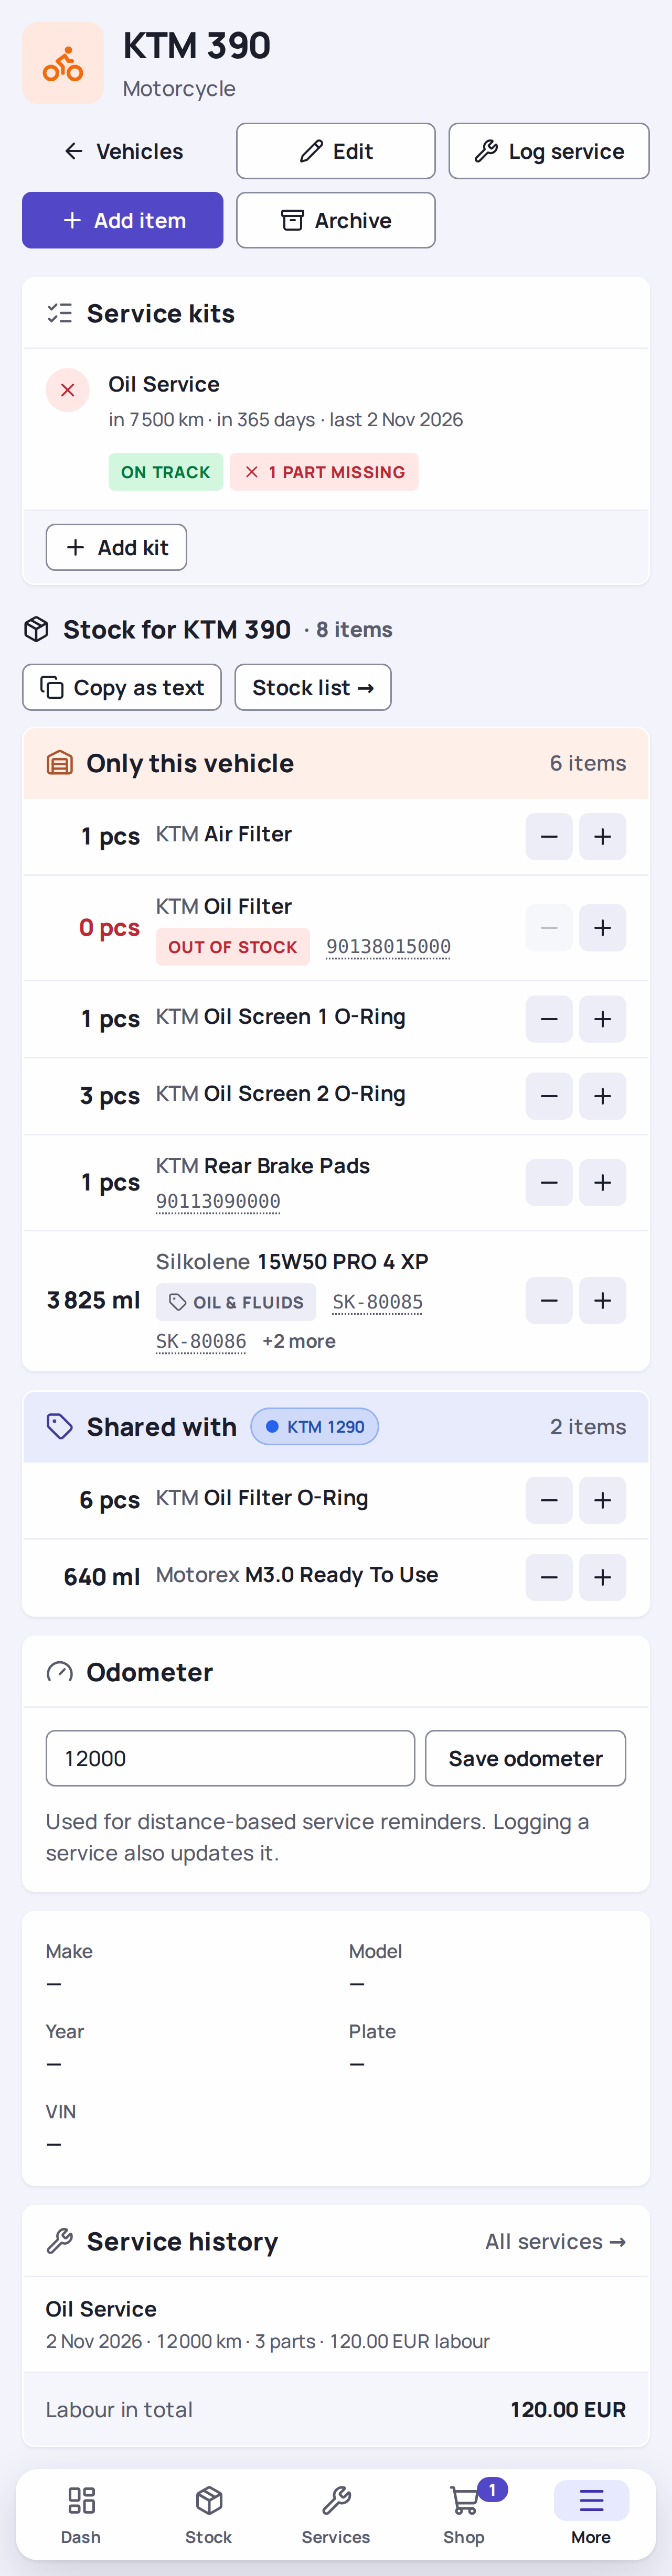 KTM 390
Motorcycle
Vehicles
Edit
Log service
Add item
Archive
Service kits
Oil Service
in 7 500 km · in 365 days · last 2 Nov 2026
ON TRACK
1 PART MISSING
Add kit
Stock for KTM 390 · 8 items
Copy as text
Stock list →
Only this vehicle
6 items
1 pcs
KTM Air Filter
0 pcs
KTM Oil Filter
OUT OF STOCK
90138015000
1 pcs
KTM Oil Screen 1 O-Ring
3 pcs
KTM Oil Screen 2 O-Ring
1 pcs
KTM Rear Brake Pads
90113090000
3 825 ml
Silkolene 15W50 PRO 4 XP
OIL & FLUIDS
SK-80085
SK-80086
+2 more
Shared with
KTM 1290
2 items
6 pcs
KTM Oil Filter O-Ring
640 ml
Motorex M3.0 Ready To Use
Odometer
12000
Save odometer
Used for distance-based service reminders. Logging a
service also updates it.
Make
Model
–
–
Year
Plate
–
–
VIN
–
Service history
All services →
Oil Service
2 Nov 2026 · 12 000 km · 3 parts · 120.00 EUR labour
Labour in total
120.00 EUR
1
Dash
Stock
Services
Shop
More